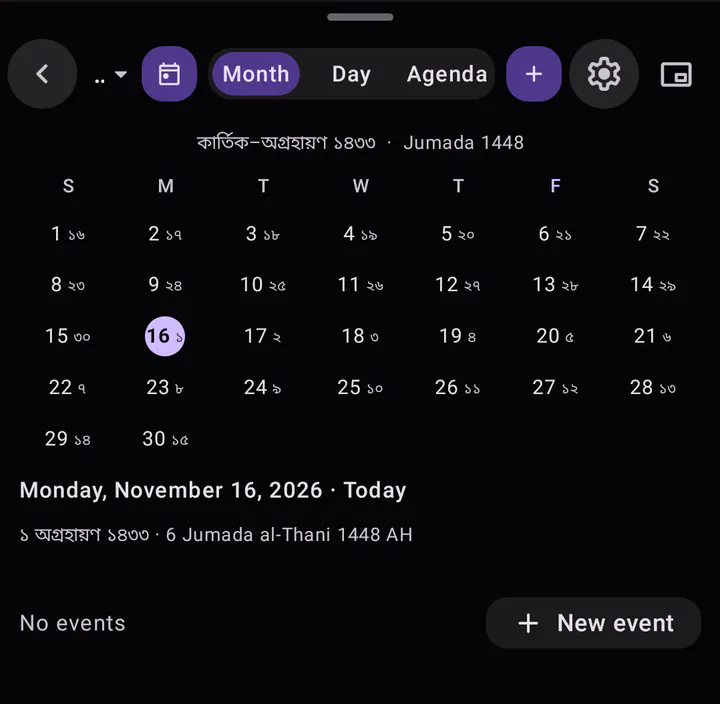 .. Month Day Agenda +
কার্তিক–অগ্রহায়ণ ১৪৩৩ · Jumada 1448
S M T W T F S
1 ১৬ 2 ১৭ 3 ১৮ 4 ১৯ 5 ২০ 6 ২১ 7 ২২
8 ২৩ 9 ২৪ 10 ২৫ 11 ২৬ 12 ২৭ 13 ২৮ 14 ২৯
15 ৩০ 16 ১ 17 ২ 18 ৩ 19 ৪ 20 ৫ 21 ৬
22 ৭ 23 ৮ 24 ৯ 25 ১০ 26 ১১ 27 ১২ 28 ১৩
29 ১৪ 30 ১৫
Monday, November 16, 2026 · Today
১ অগ্রহায়ণ ১৪৩৩ · 6 Jumada al-Thani 1448 AH
No events + New event